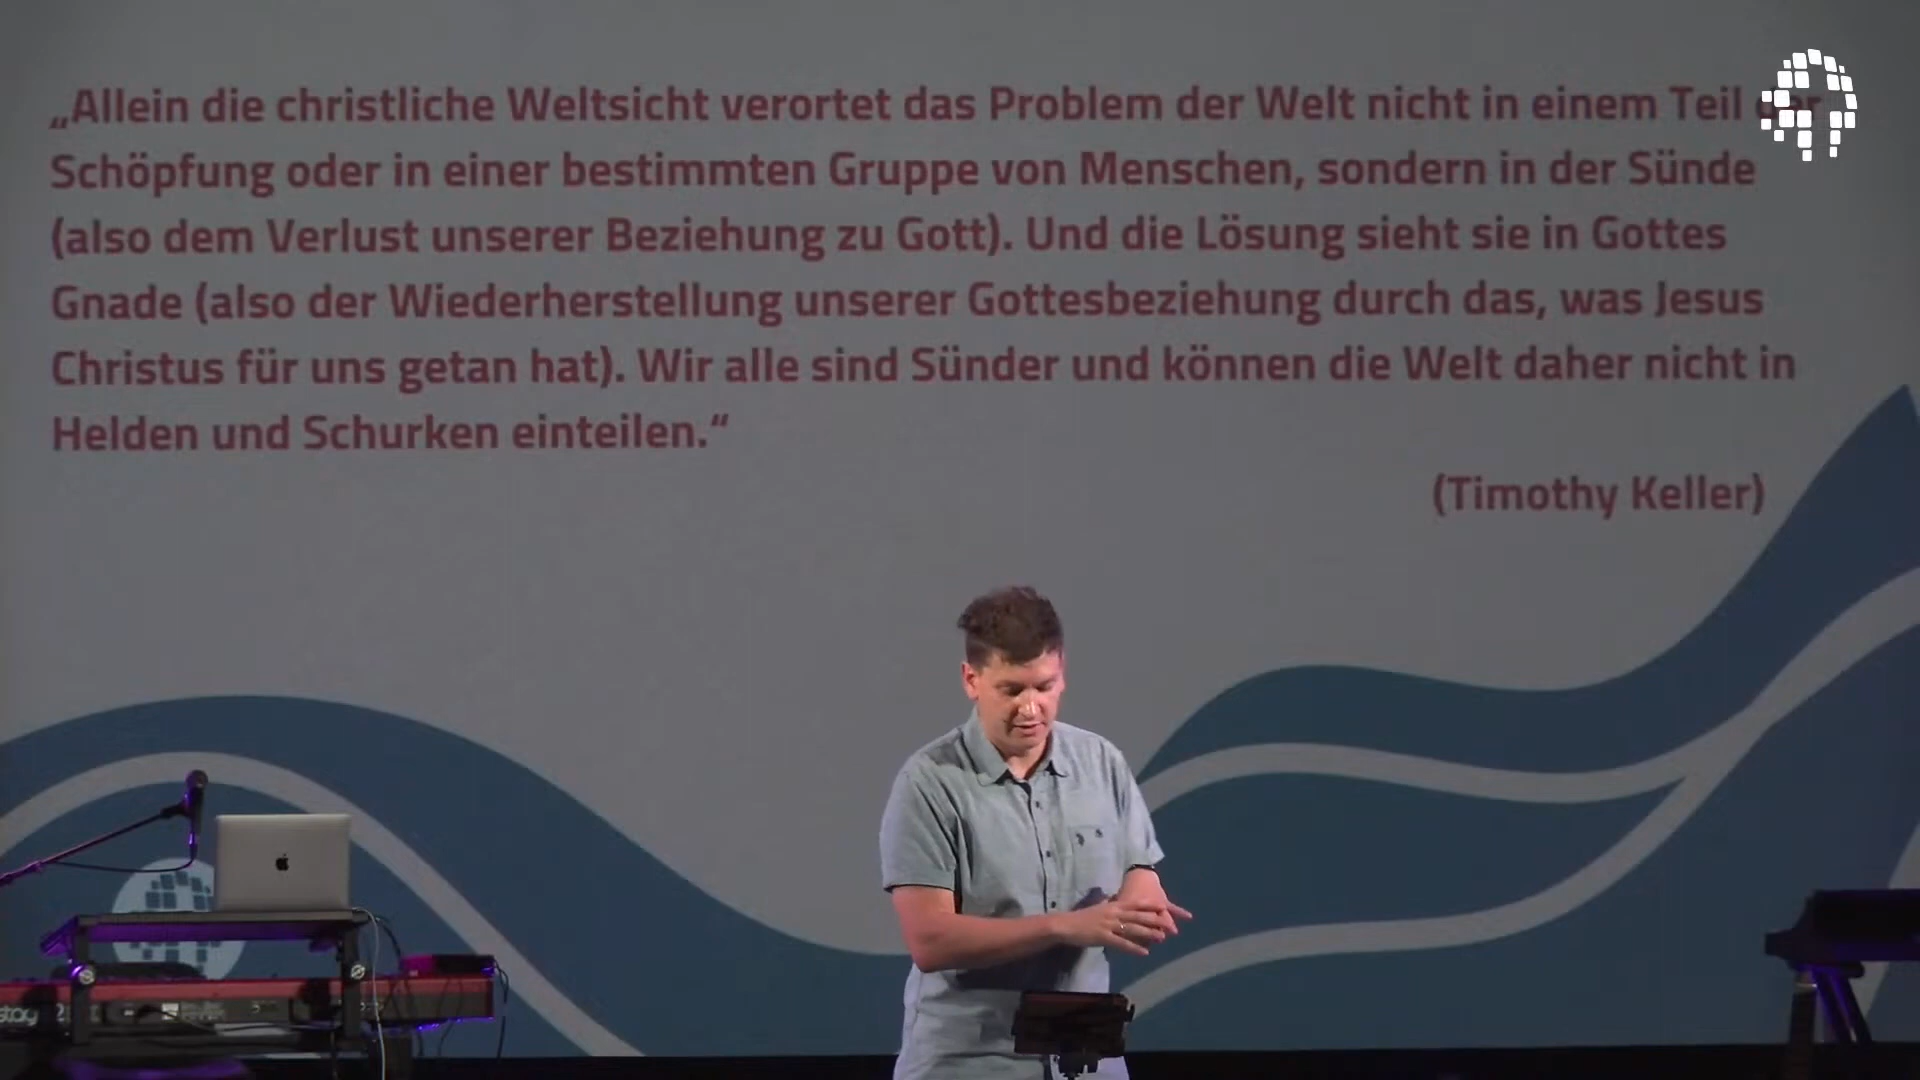 „Allein die christliche Weltsicht verortet das Problem der Welt nicht in einem Teil der
Schöpfung oder in einer bestimmten Gruppe von Menschen, sondern in der Sünde
(also dem Verlust unserer Beziehung zu Gott). Und die Lösung sieht sie in Gottes
Gnade (also der Wiederherstellung unserer Gottesbeziehung durch das, was Jesus
Christus für uns getan hat). Wir alle sind Sünder und können die Welt daher nicht in
Helden und Schurken einteilen.“
(Timothy Keller)
stage 2